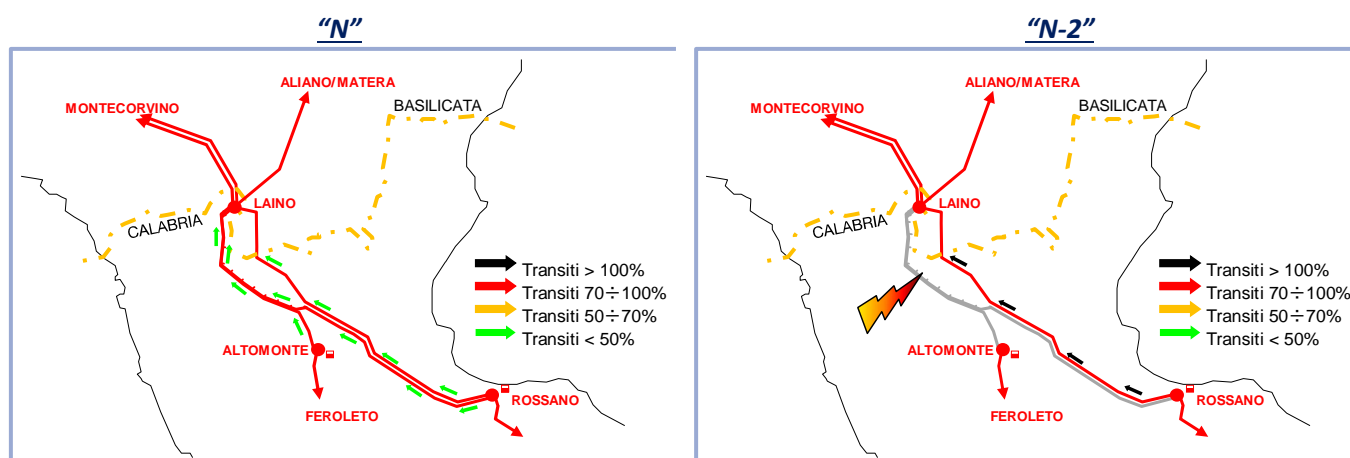 “N”
ALIANO/MATERA
MONTECORVINO
BASILICATA
LAINO
CALABRIA
Transiti > 100%
Transiti 70÷100%
Transiti 50÷70%
Transiti < 50%
ALTOMONTE
FEROLETO
ROSSANO
“N-2”
ALIANO/MATERA
MONTECORVINO
BASILICATA
LAINO
CALABRIA
Transiti > 100%
Transiti 70÷100%
Transiti 50÷70%
Transiti < 50%
ALTOMONTE
FEROLETO
ROSSANO